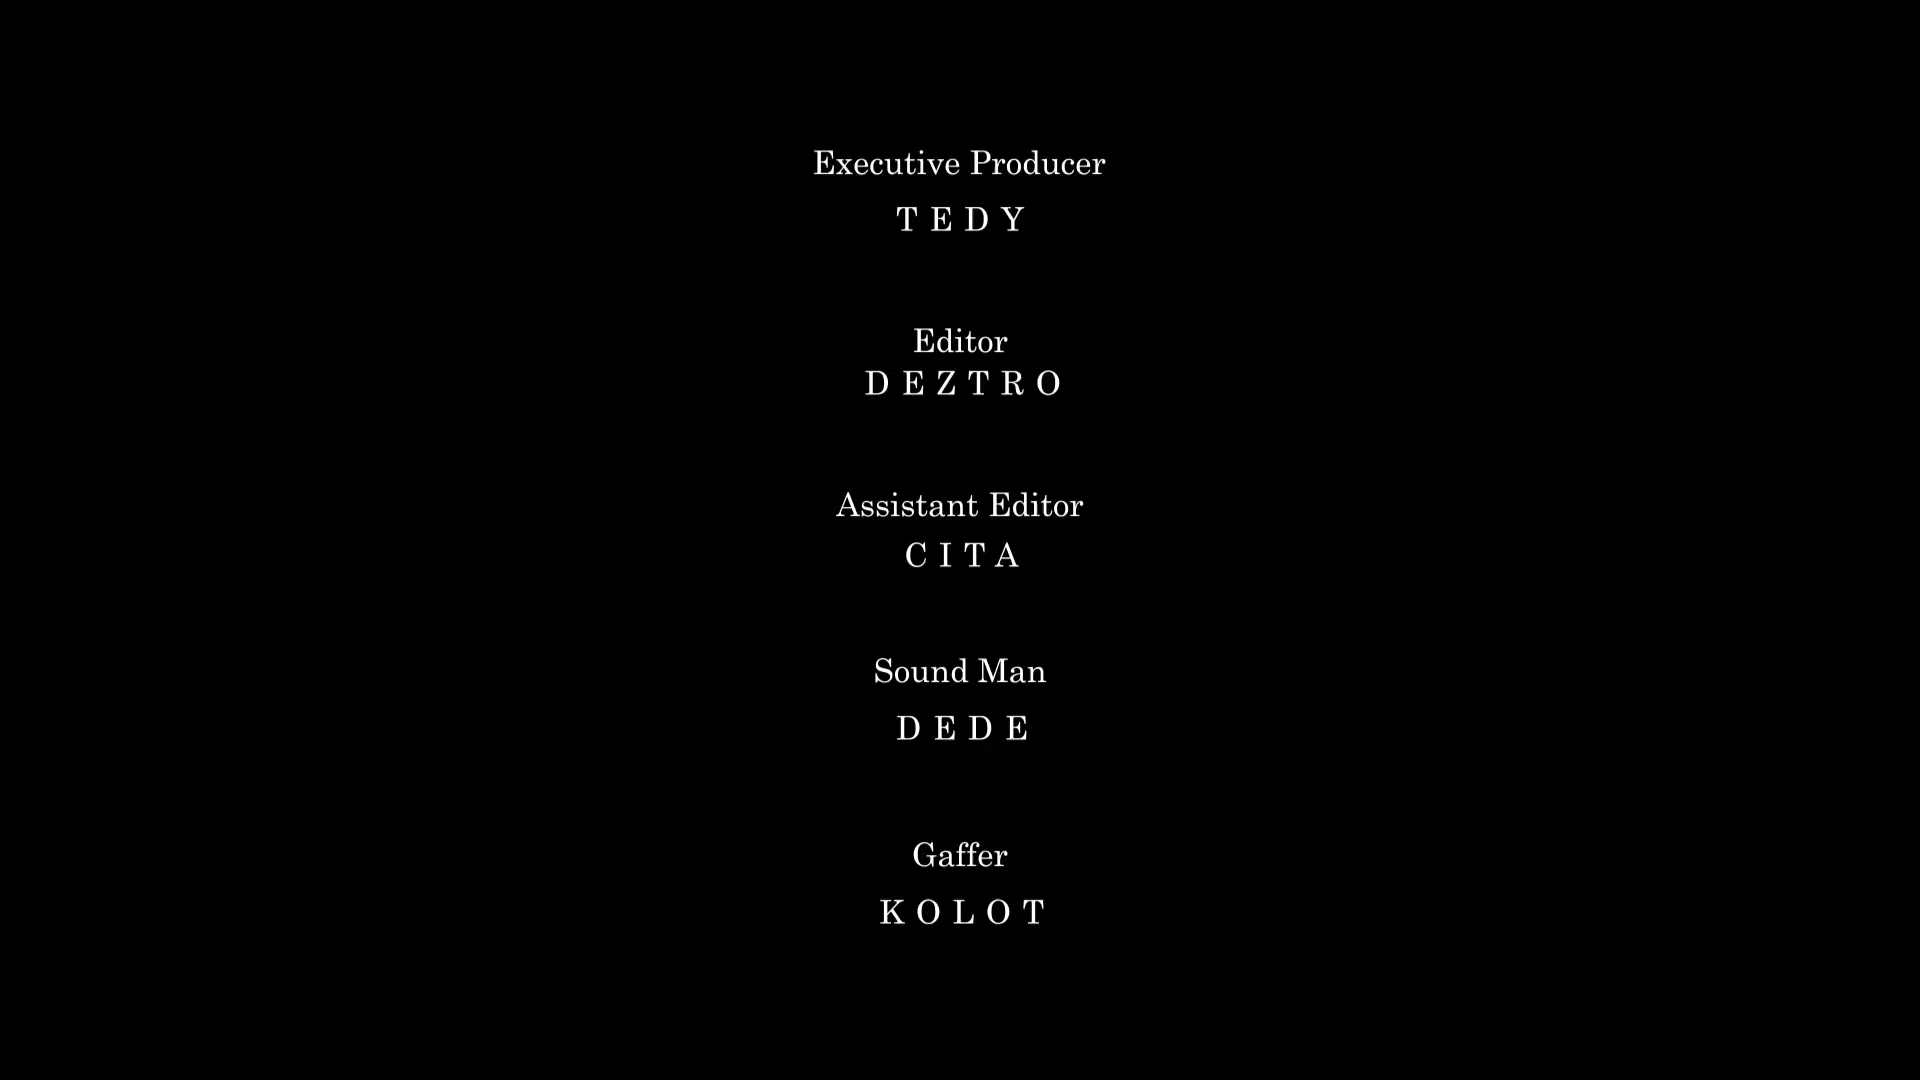 Executive Producer
T E D Y
Editor
D E Z T R O
Assistant Editor
C I T A
Sound Man
D E D E
Gaffer
K O L O T